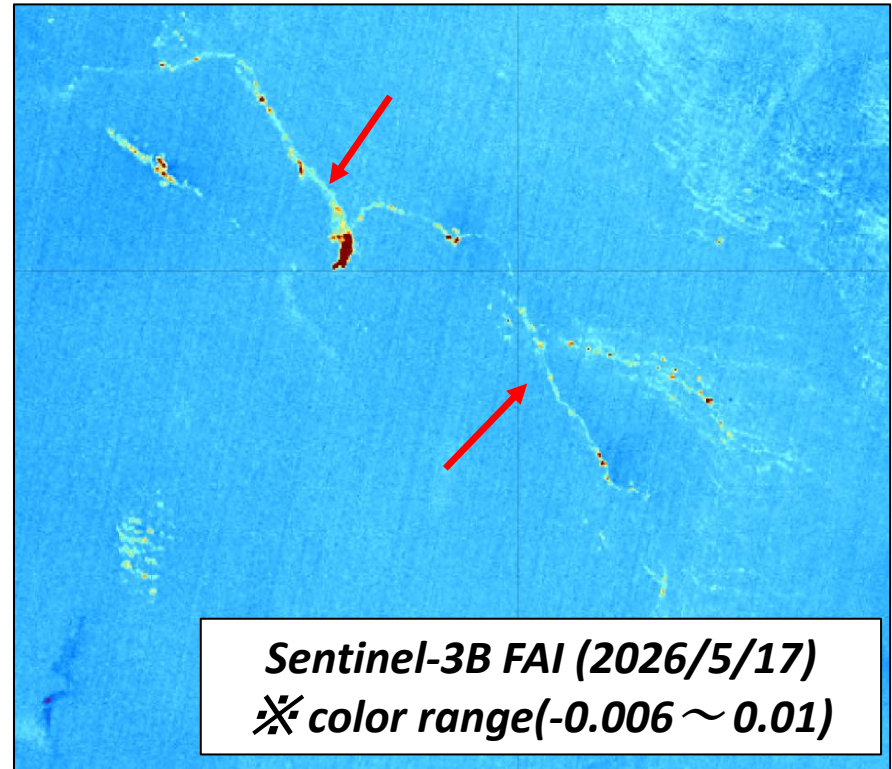 Sentinel-3B FAI (2026/5/17)
※ color range(-0.006～0.01)